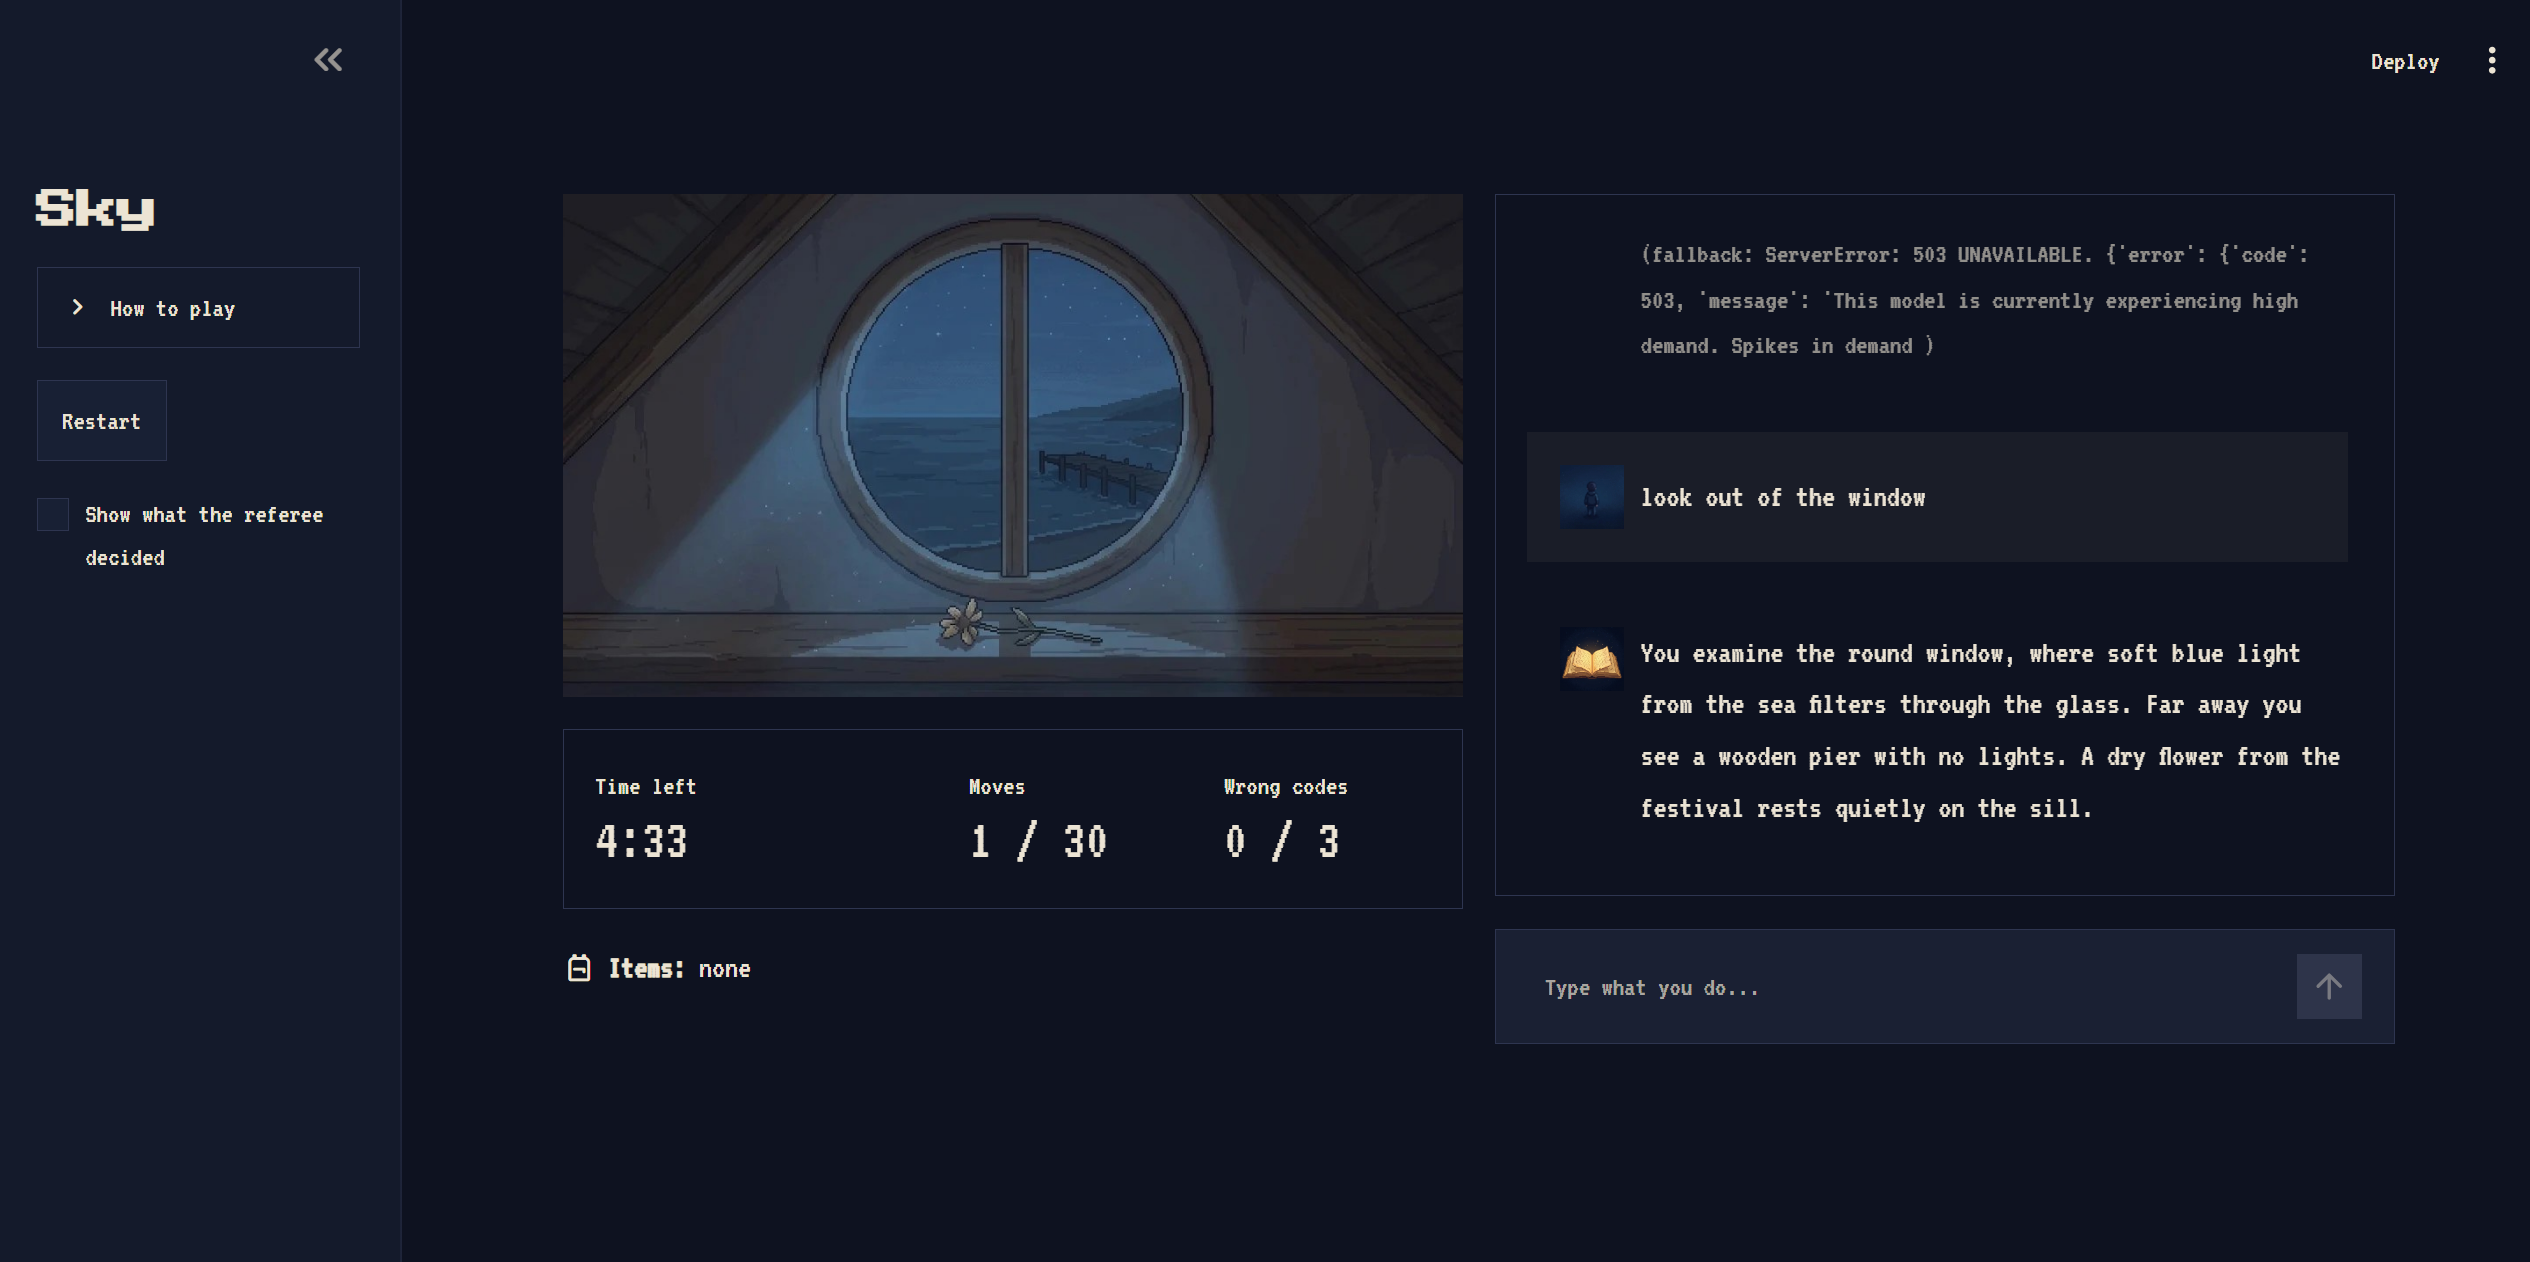 Deploy
Sky
How to play
Restart
Show what the referee
decided
Time left
4:33
Moves
1 / 30
Wrong codes
0 / 3
Items: none
(fallback: ServerError: 503 UNAVAILABLE. {'error': {'code':
503, 'message': 'This model is currently experiencing high
demand. Spikes in demand )
look out of the window
You examine the round window, where soft blue light
from the sea filters through the glass. Far away you
see a wooden pier with no lights. A dry flower from the
festival rests quietly on the sill.
Type what you do...